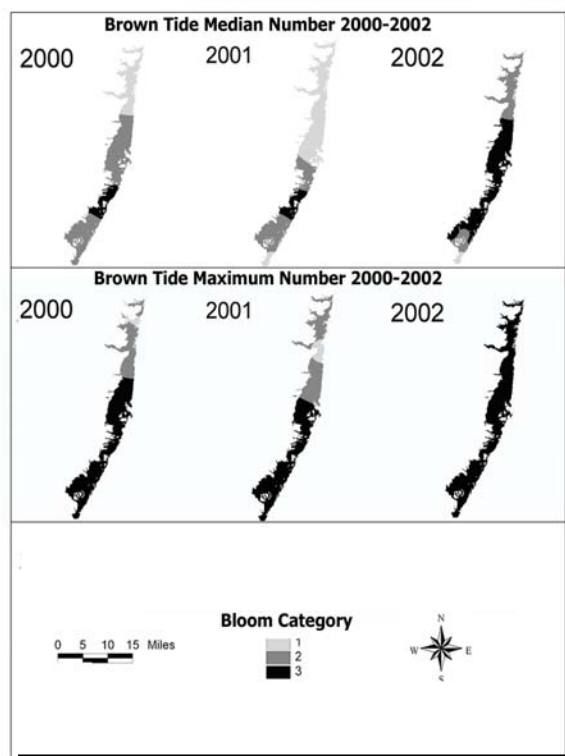 Brown Tide Median Number 2000-2002
2000 2001 2002
Brown Tide Maximum Number 2000-2002
2000 2001 2002
Bloom Category
0 5 10 15 Miles
1
2
3
N
W E
S